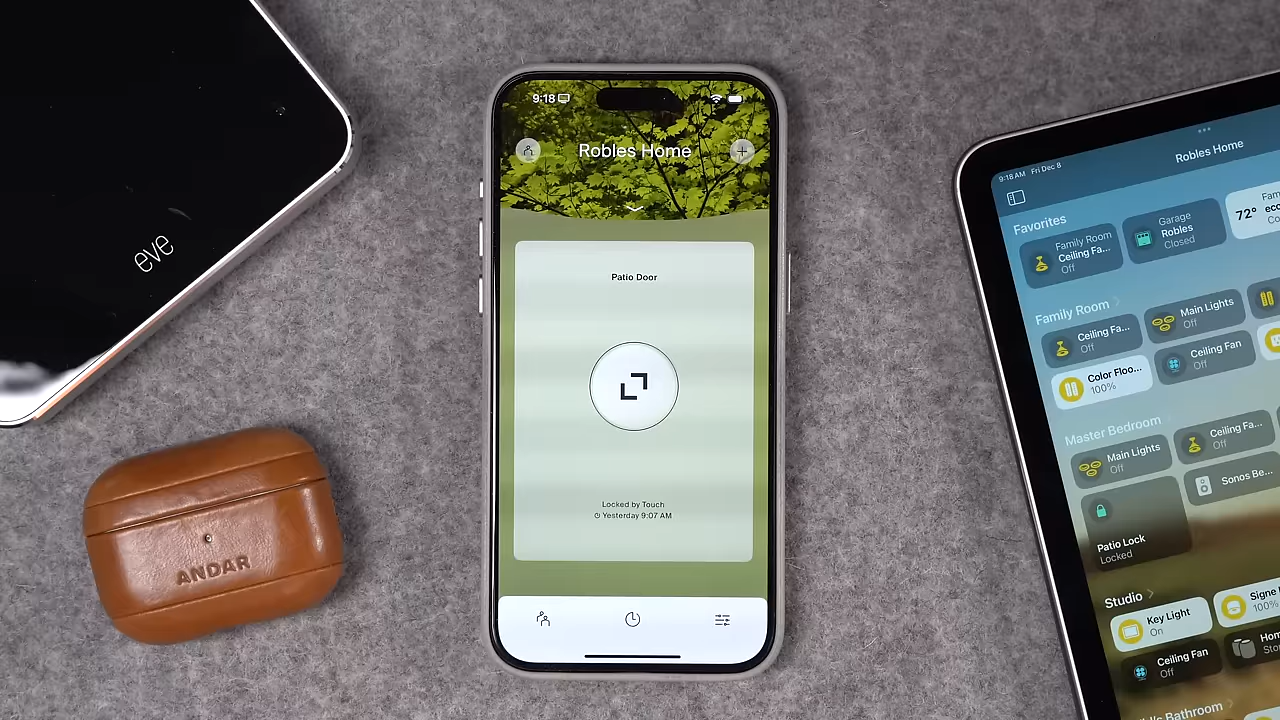 eve
ANDAR
9:18
Robles Home
Patio Door
Locked by Touch
Yesterday 9:07 AM
9:18 AM Fri Dec 8
Robles Home
Favorites
Family Room
Ceiling Fa...
Off
Garage
Robles
Closed
72°
Family Room
Ceiling Fa...
Off
Main Lights
Off
Color Floo...
100%
Ceiling Fan
Off
Master Bedroom
Main Lights
Off
Ceiling Fa...
Off
Sonos Be...
Patio Lock
Locked
Studio
Key Light
On
Signe
100%
Ceiling Fan
Off